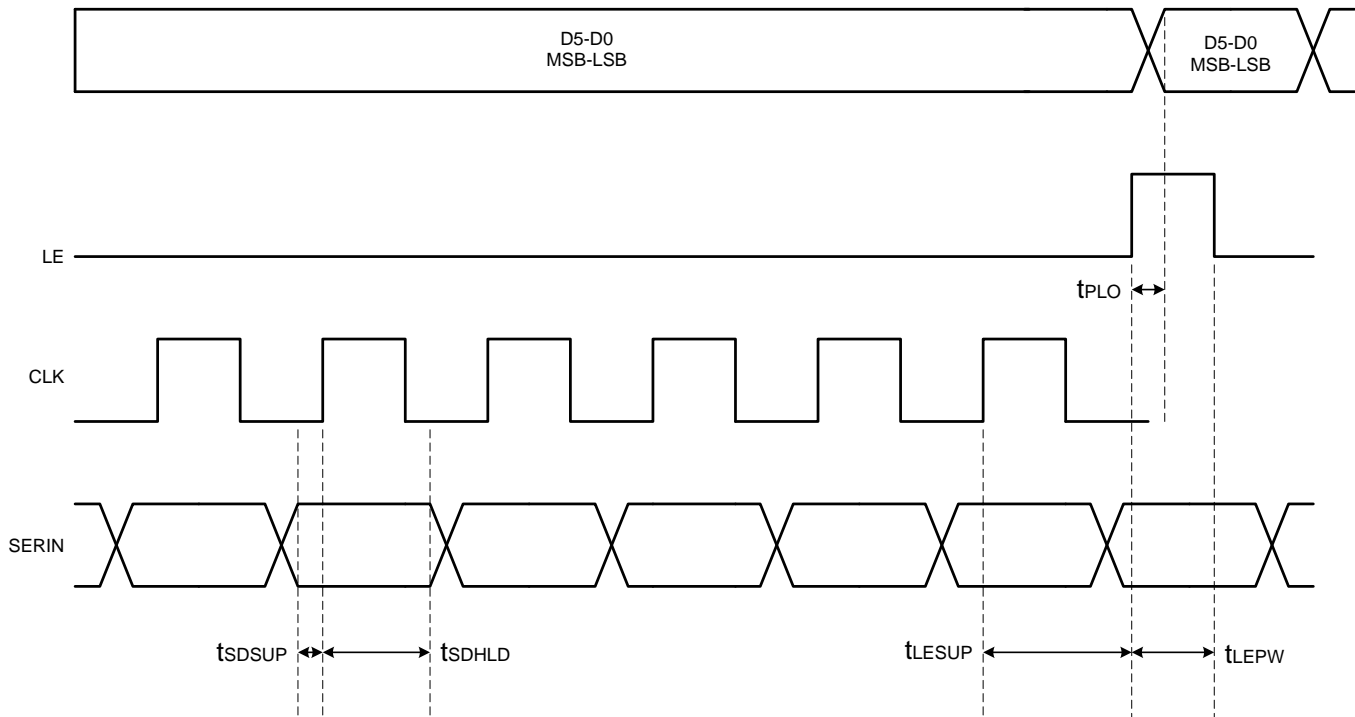 D5-D0
MSB-LSB
D5-D0
MSB-LSB
LE
tPLO
CLK
SERIN
tSDSUP
tSDHLD
tLESUP
tLEPW